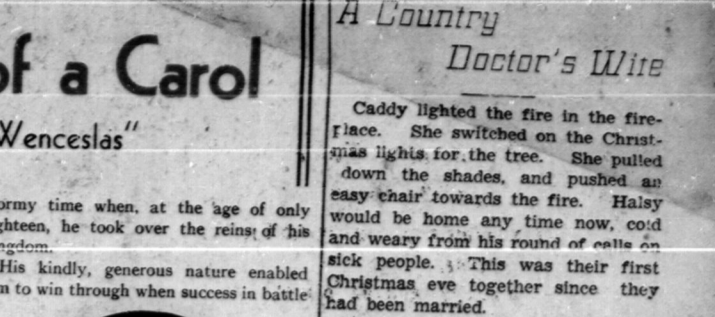 of a Carol
Wenceslas"
ormy time when, at the age of only
ghteen, he took over the reins of his
ngdom.
His kindly, generous nature enabled
m to win through when success in battle
A Country
Doctor's Wife
Caddy lighted the fire in the fire-
place. She switched on the Christ-
mas lights for the tree. She pulled
down the shades, and pushed an
easy chair towards the fire. Halsy
would be home any time now, cold
and weary from his round of calls on
sick people. This was their first
Christmas eve together since they
had been married.